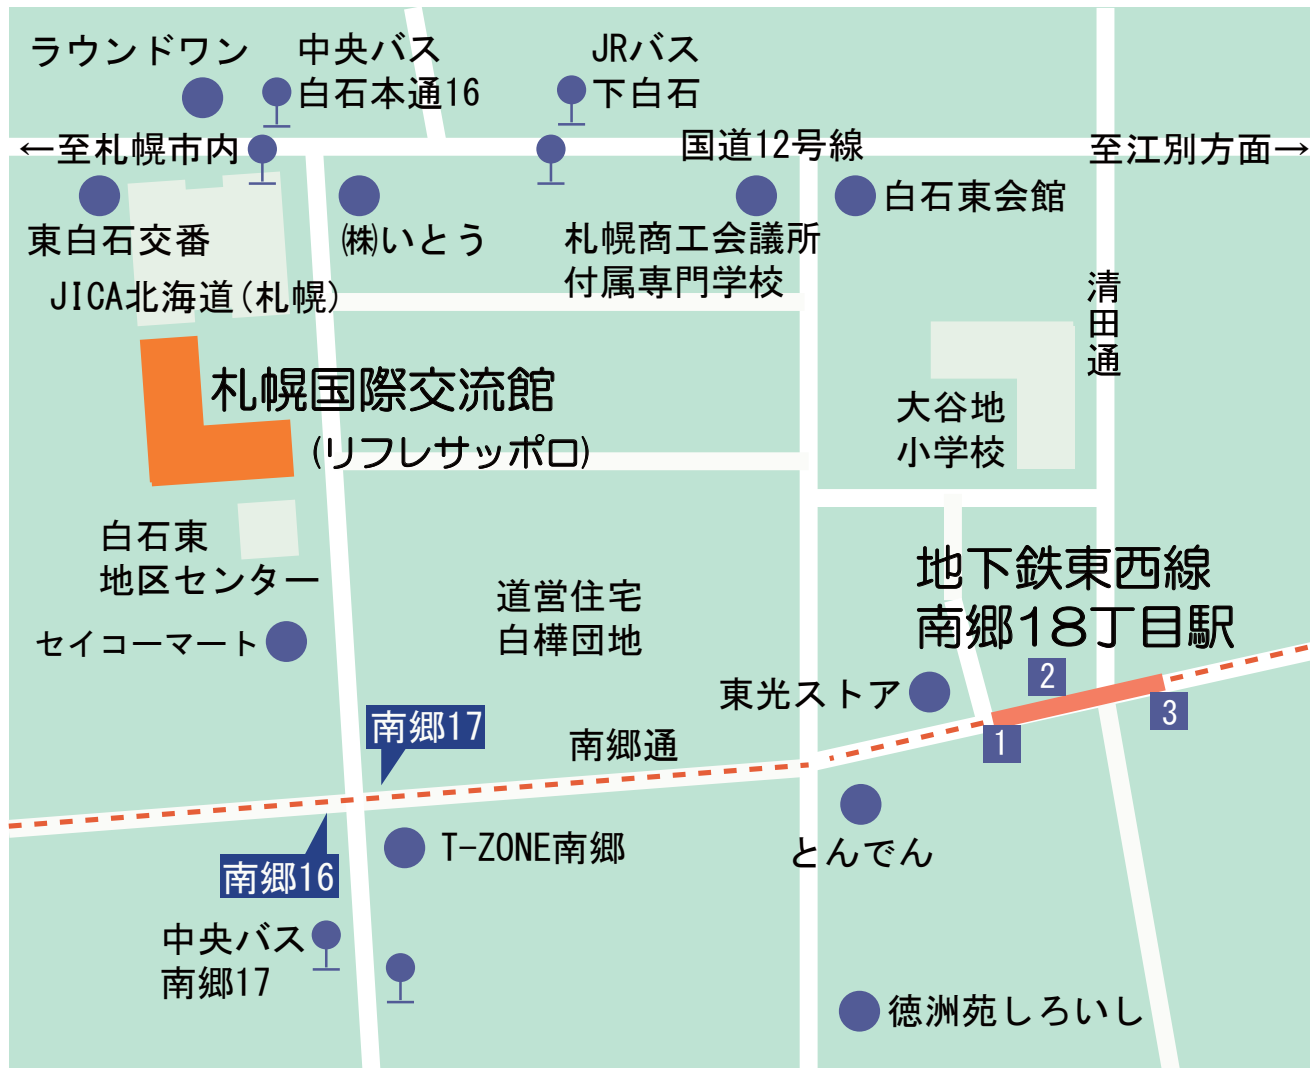 ラウンドワン
中央バス
白石本通16
JRバス
下白石
←至札幌市内
国道12号線
至江別方面→
東白石交番
㈱いとう
札幌商工会議所
付属専門学校
白石東会館
JICA北海道(札幌)
清田通
札幌国際交流館
(リフレサッポロ)
大谷地
小学校
白石東
地区センター
セイコーマート
道営住宅
白樺団地
地下鉄東西線
南郷18丁目駅
東光ストア
2
3
1
南郷17
南郷通
南郷16
T-ZONE南郷
とんでん
中央バス
南郷17
徳洲苑しろいし